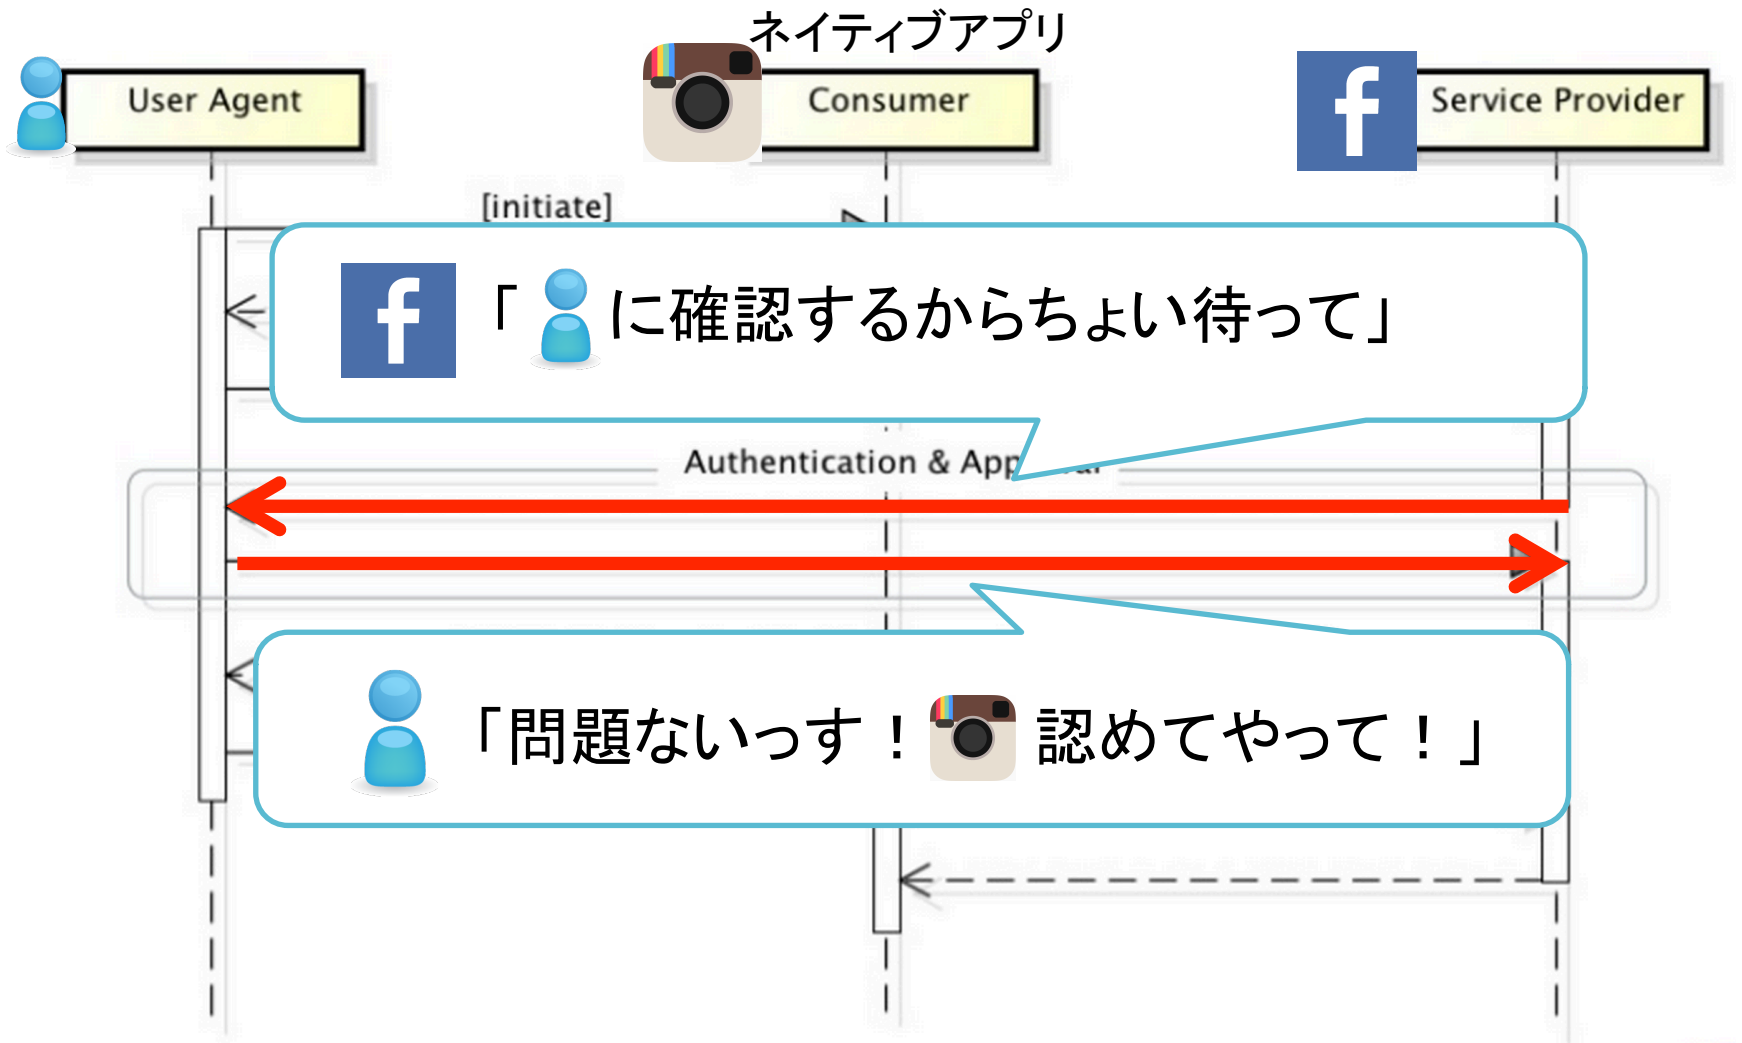 ネイティブアプリ
User Agent
Consumer
Service Provider
[initiate]
「に確認するからちょい待って」
Authentication &
「問題ないっす！認めてやって！」